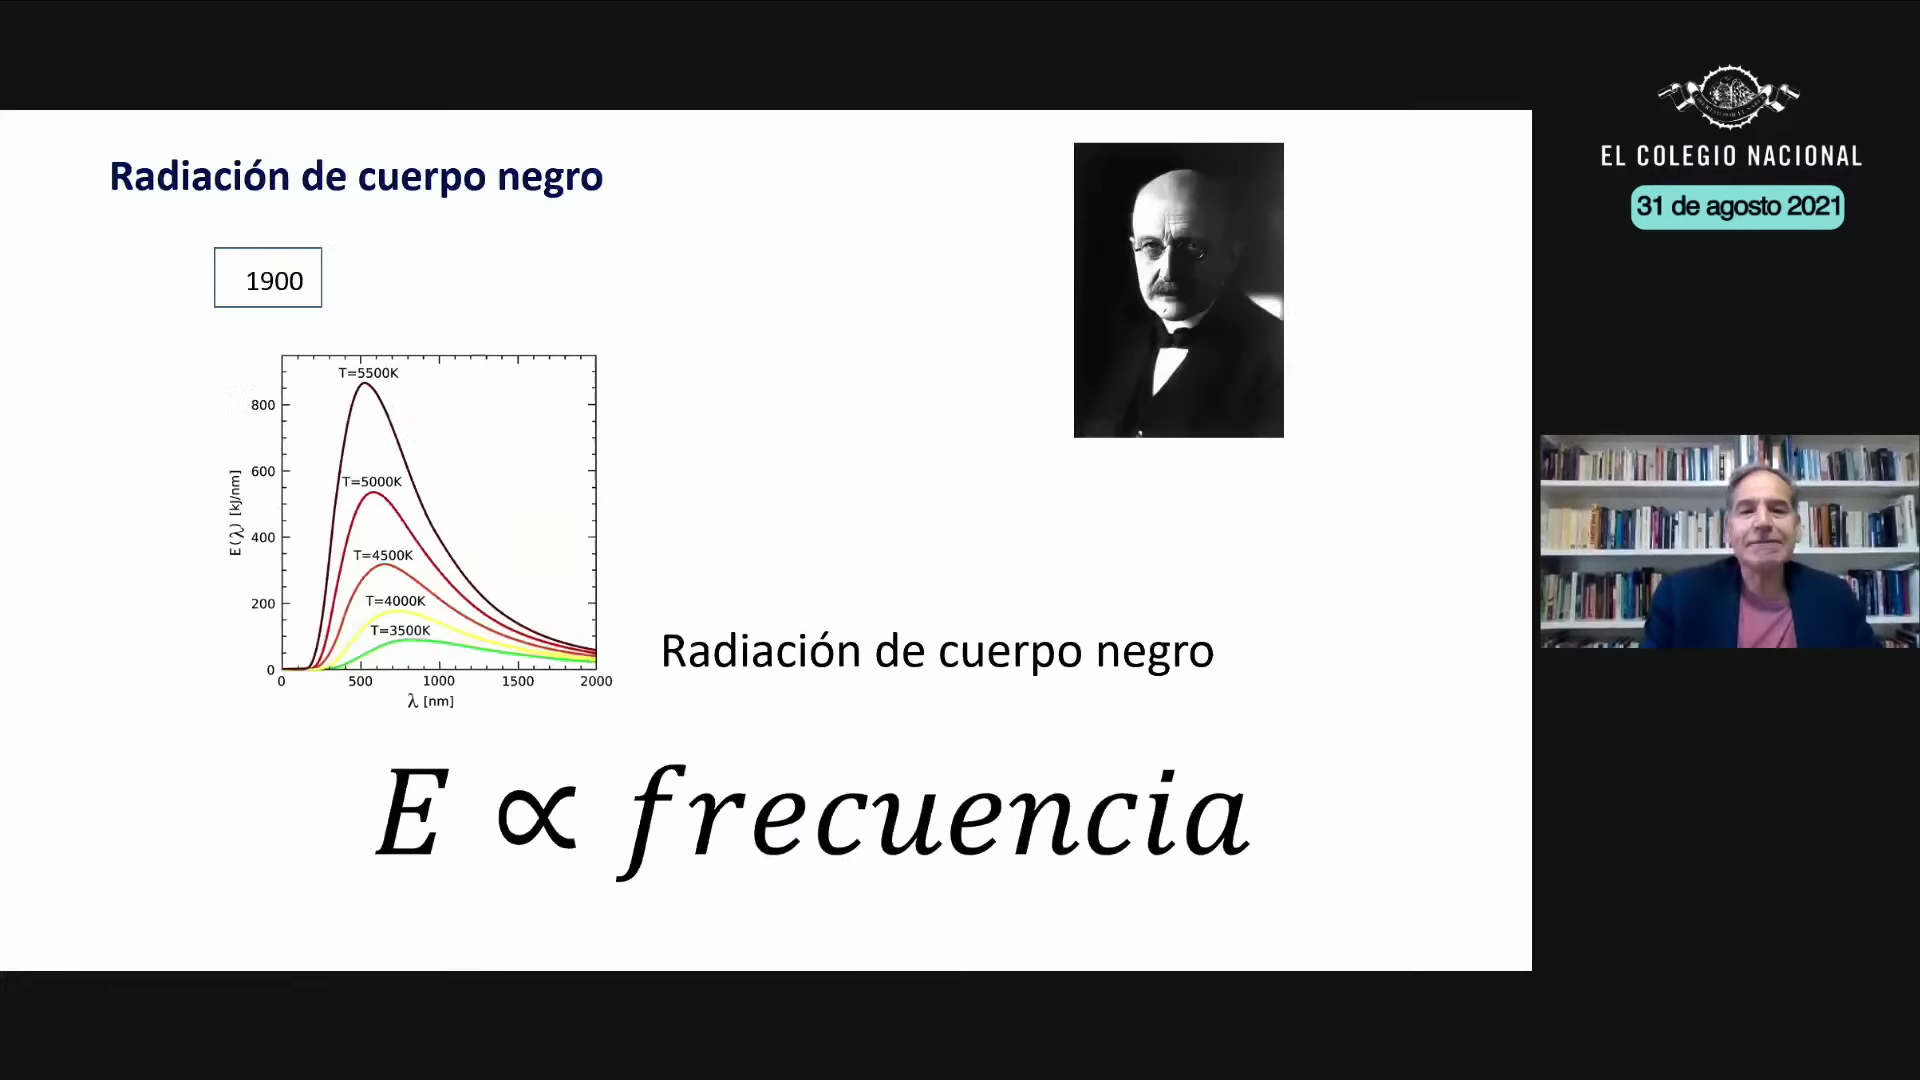 Radiación de cuerpo negro
1900
T=5500K
T=5000K
T=4500K
T=4000K
T=3500K
800
600
400
200
0
E(λ) [kJ/nm]
0 500 1000 1500 2000
λ [nm]
Radiación de cuerpo negro
E ∝ frecuencia
EL COLEGIO NACIONAL
31 de agosto 2021